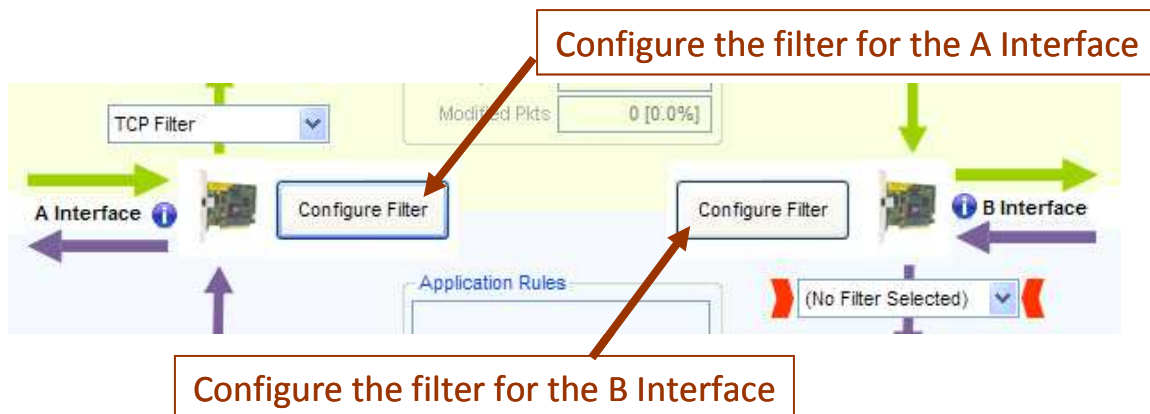 Configure the filter for the A Interface
Modified Pkts 0 [0.0%]
TCP Filter
A Interface
Configure Filter
Configure Filter
B Interface
Application Rules
(No Filter Selected)
Configure the filter for the B Interface